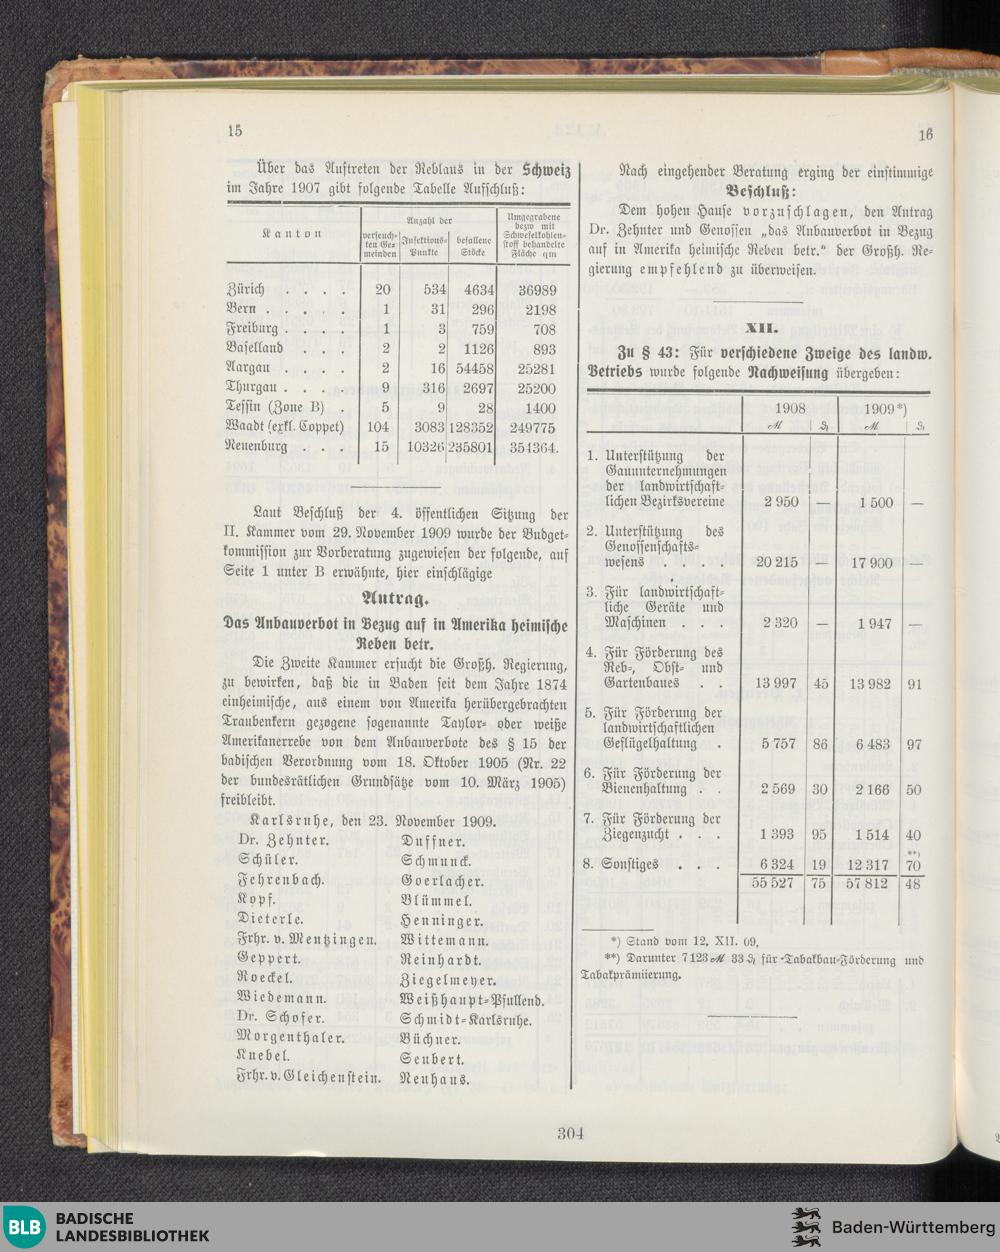 15
Über das Auftreten der Reblaus in der Schweiz
im Jahre 1907 gibt folgende Tabelle Aufschluß:
Kanton
Anzahl der
verseuch-
ten Ge-
meinden
Infektions-
Punkte
befallene
Stöcke
Umgegrabene
bezw mit
Schwefelkohlen-
stoff behandelte
Fläche qm
Zürich . . . . 20 534 4634 36989
Bern . . . . . 1 31 296 2198
Freiburg . . . . 1 3 759 708
Baselland . . . 2 2 1126 893
Aargau . . . . 2 16 54458 25281
Thurgau . . . . 9 316 2697 25200
Tessin (Zone B) . 5 9 28 1400
Waadt (exkl. Coppet) 104 3083 128352 249775
Neuenburg . . . 15 10326 235801 354364.
Laut Beschluß der 4. öffentlichen Sitzung der
II. Kammer vom 29. November 1909 wurde der Budget-
kommission zur Vorberatung zugewiesen der folgende, auf
Seite 1 unter B erwähnte, hier einschlägige
Antrag.
Das Anbauverbot in Bezug auf in Amerika heimische
Reben betr.
Die Zweite Kammer ersucht die Großh. Regierung,
zu bewirken, daß die in Baden seit dem Jahre 1874
einheimische, aus einem von Amerika herübergebrachten
Traubenkern gezogene sogenannte Taylor- oder weiße
Amerikanerrebe von dem Anbauverbote des § 15 der
badischen Verordnung vom 18. Oktober 1905 (Nr. 22
der bundesrätlichen Grundsätze vom 10. März 1905)
freibleibt.
Karlsruhe, den 23. November 1909.
Dr. Zehnter. Duffner.
Schüler. Schmunck.
Fehrenbach. Goerlacher.
Kopf. Blümmel.
Dieterle. Henninger.
Frhr. v. Mentzingen. Wittemann.
Geppert. Reinhardt.
Roeckel. Ziegelmeyer.
Wiedemann. Weißhaupt-Pfullend.
Dr. Schofer. Schmidt-Karlsruhe.
Morgenthaler. Büchner.
Knebel. Seubert.
Frhr. v. Gleichenstein. Neuhaus.
16
Nach eingehender Beratung erging der einstimmige
Beschluß:
Dem hohen Hause vorzuschlagen, den Antrag
Dr. Zehnter und Genossen „das Anbauverbot in Bezug
auf in Amerika heimische Reben betr.“ der Großh. Re-
gierung empfehlend zu überweisen.
XII.
Zu § 43: Für verschiedene Zweige des landw.
Betriebs wurde folgende Nachweisung übergeben:
1908 1909*)
ℳ ₰ ℳ ₰
1. Unterstützung der
Gauunternehmungen
der landwirtschaft-
lichen Bezirksvereine 2 950 — 1 500 —
2. Unterstützung des
Genossenschafts-
wesens . . . . 20 215 — 17 900 —
3. Für landwirtschaft-
liche Geräte und
Maschinen . . . 2 320 — 1 947 —
4. Für Förderung des
Reb-, Obst- und
Gartenbaues . . 13 997 45 13 982 91
5. Für Förderung der
landwirtschaftlichen
Geflügelhaltung . 5 757 86 6 483 97
6. Für Förderung der
Bienenhaltung . . 2 569 30 2 166 50
7. Für Förderung der
Ziegenzucht . . . 1 393 95 1 514 40
**)
8. Sonstiges . . . 6 324 19 12 317 70
55 527 75 57 812 48
*) Stand vom 12. XII. 09.
**) Darunter 7123 ℳ 33 ₰ für Tabakbau-Förderung und
Tabakprämiierung.
304
BLB
BADISCHE
LANDESBIBLIOTHEK
Baden-Württemberg